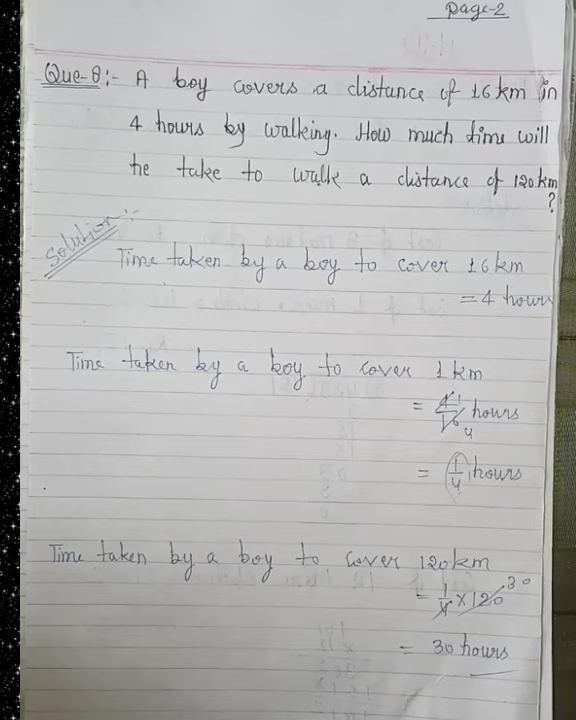 Page-2
Que-8:- A boy covers a distance of 16 km in
4 hours by walking. How much time will
he take to walk a distance of 120 km
?
Solution:-
Time taken by a boy to cover 16 km
= 4 hours
Time taken by a boy to cover 1 km
= 4/16 hours
1
4
= 1/4 hours
Time taken by a boy to cover 120 km
= 1/4 × 120 30
= 30 hours